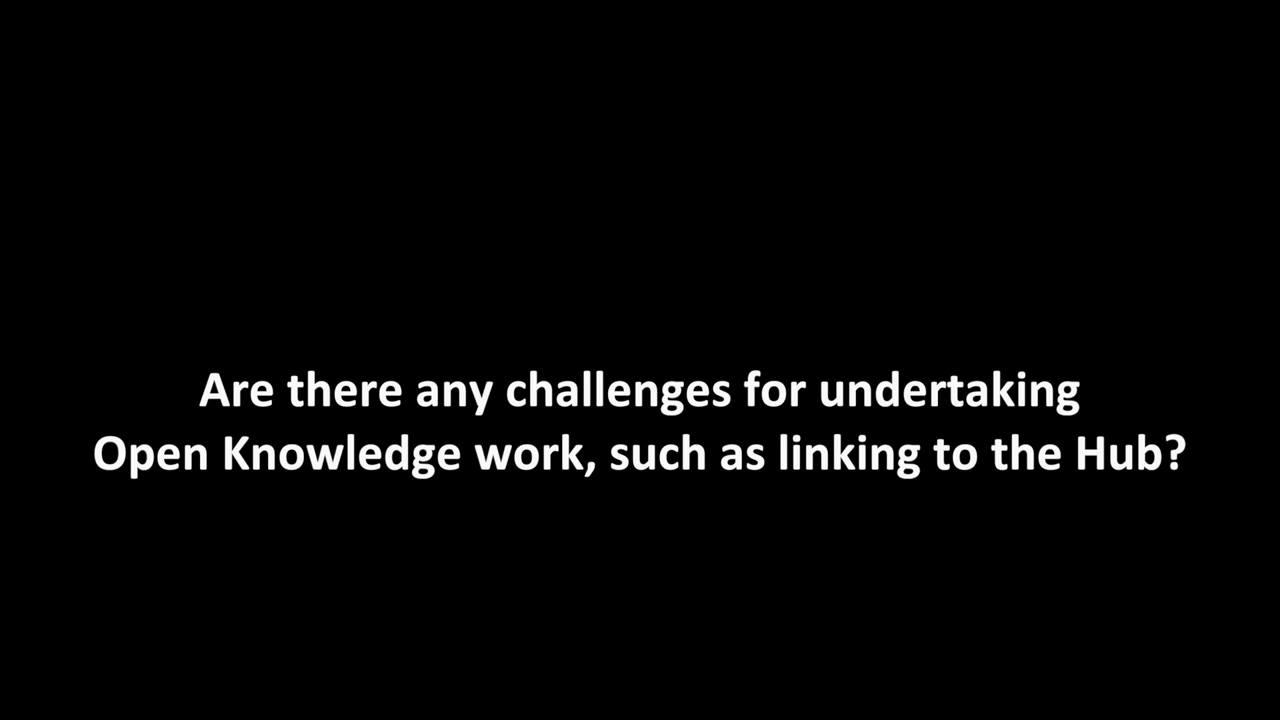 Are there any challenges for undertaking
Open Knowledge work, such as linking to the Hub?